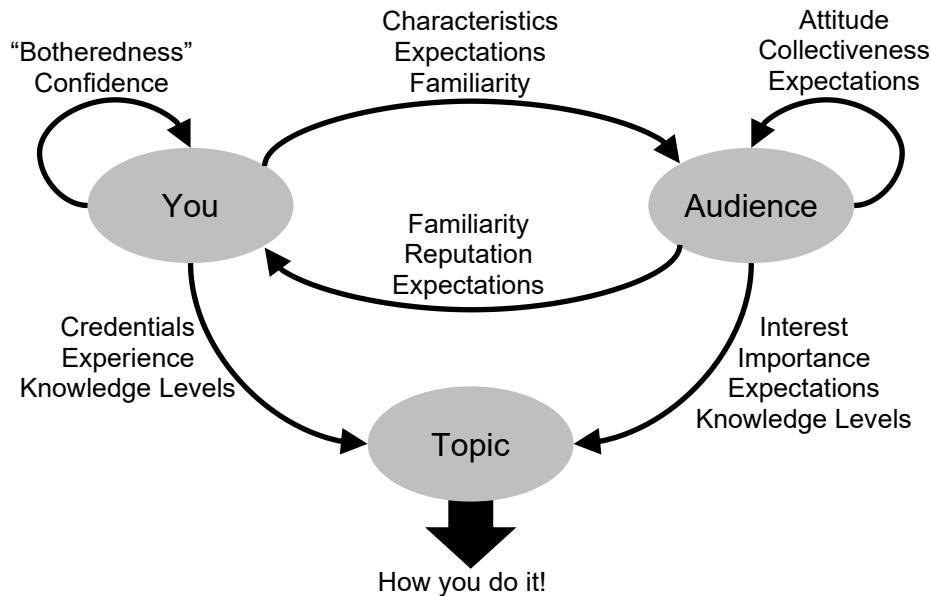 “Botheredness”
Confidence
Characteristics
Expectations
Familiarity
Attitude
Collectiveness
Expectations
You
Audience
Familiarity
Reputation
Expectations
Credentials
Experience
Knowledge Levels
Interest
Importance
Expectations
Knowledge Levels
Topic
How you do it!